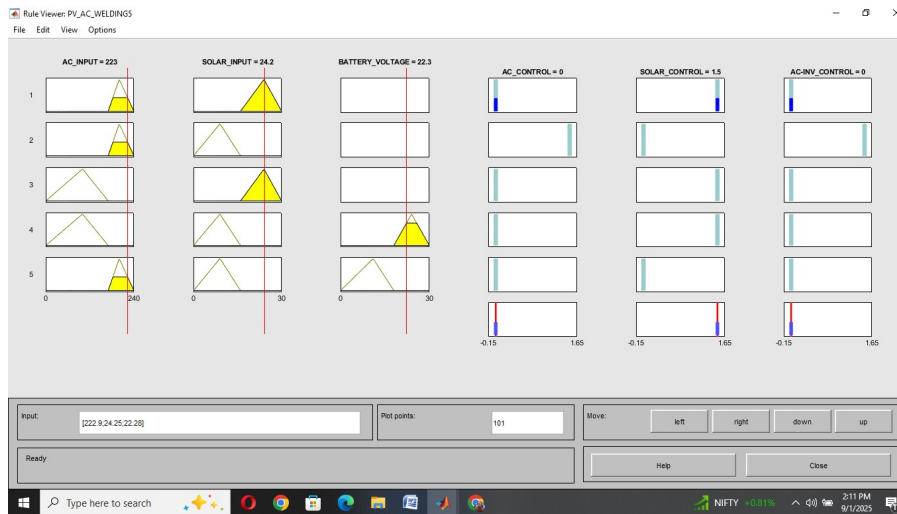 Rule Viewer: PV_AC_WELDING5
File Edit View Options
AC_INPUT = 223 SOLAR_INPUT = 24.2 BATTERY_VOLTAGE = 22.3 AC_CONTROL = 0 SOLAR_CONTROL = 1.5 AC-INV_CONTROL = 0
1
2
3
4
5
0 240 0 30 0 30
-0.15 1.65 -0.15 1.65 -0.15 1.65
Input: [222.9;24.25;22.28] Plot points: 101 Move: left right down up
Ready Help Close
Type here to search NIFTY +0.81% 2:11 PM
9/1/2025